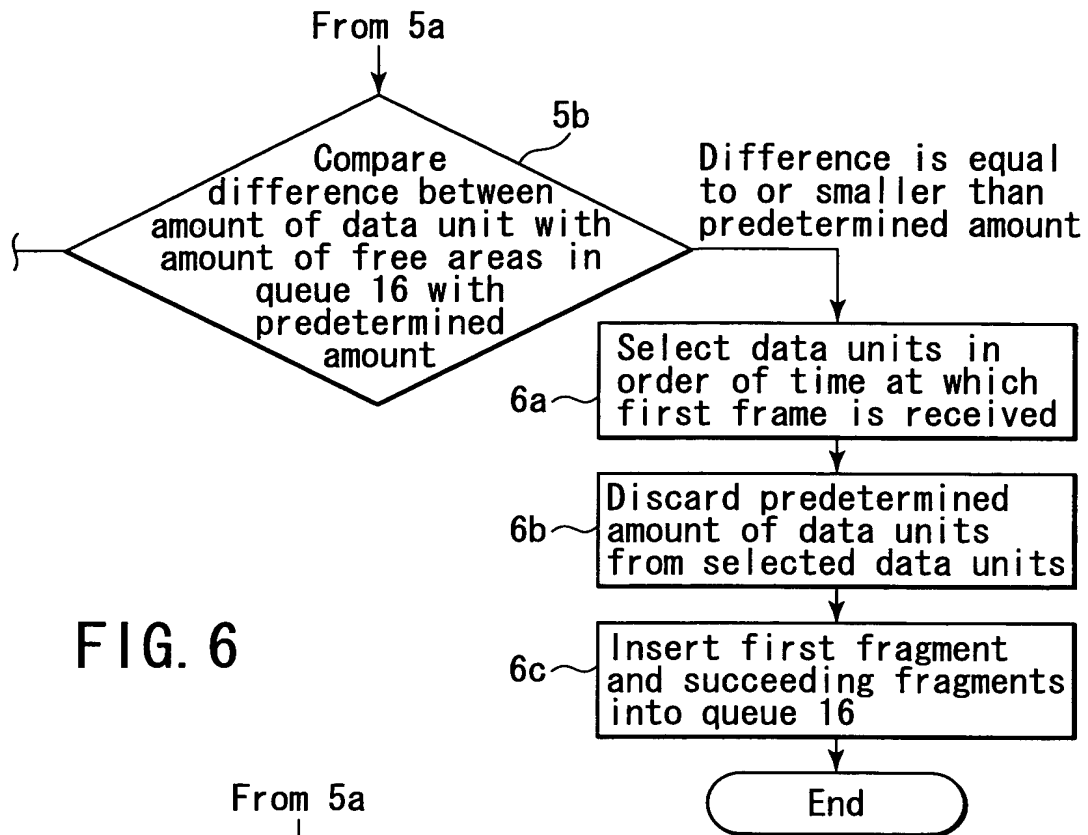 From 5a
5b
Compare
difference between
amount of data unit with
amount of free areas in
queue 16 with
predetermined
amount
Difference is equal
to or smaller than
predetermined amount
6a
Select data units in
order of time at which
first frame is received
6b
Discard predetermined
amount of data units
from selected data units
6c
Insert first fragment
and succeeding fragments
into queue 16
End
FIG. 6
From 5a